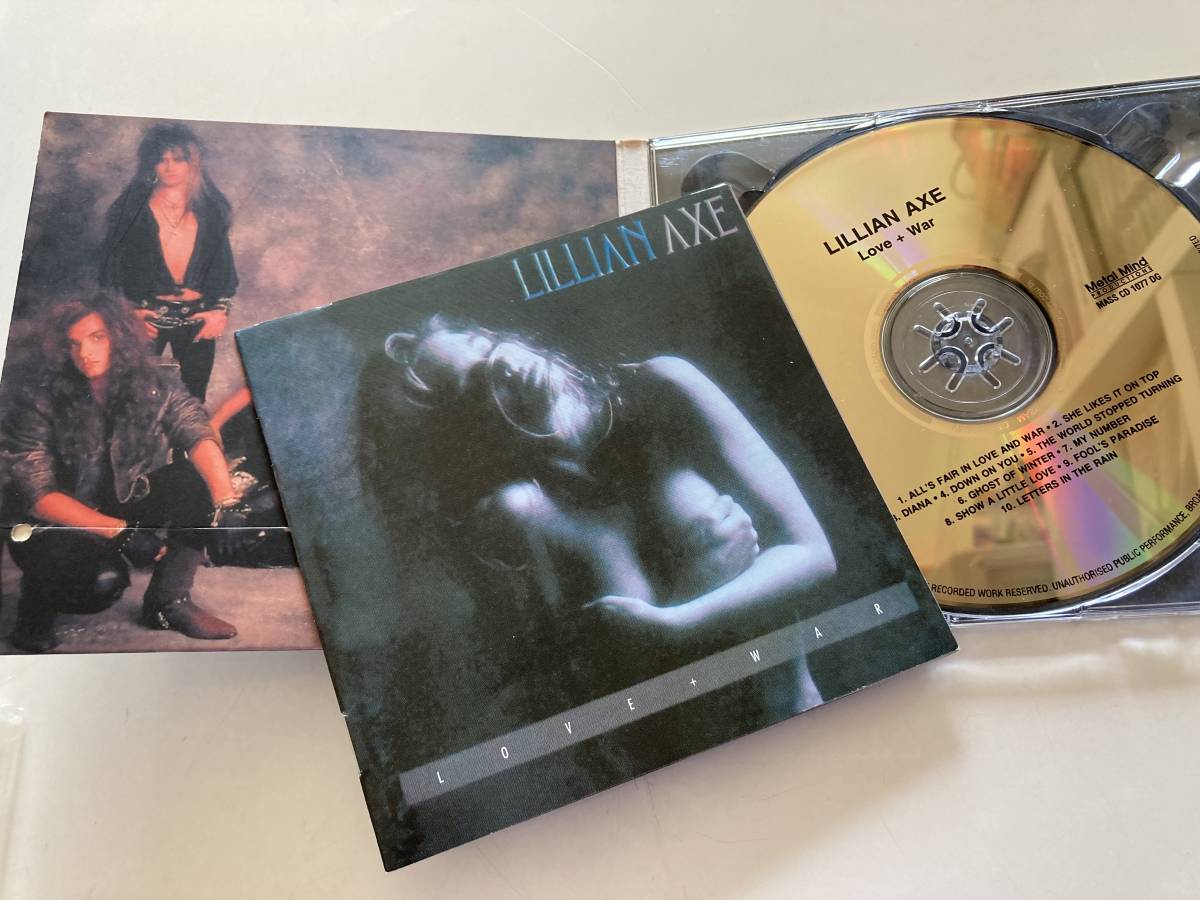 LILLIAN AXE
LOVE + WAR
LILLIAN AXE
Love + War
Metal Mind
PRODUCTIONS
MASS CD 1077 DG
1. ALL'S FAIR IN LOVE AND WAR • 2. SHE LIKES IT ON TOP
DIANA • 4. DOWN ON YOU • 5. THE WORLD STOPPED TURNING
6. GHOST OF WINTER • 7. MY NUMBER
8. SHOW A LITTLE LOVE • 9. FOOL'S PARADISE
10. LETTERS IN THE RAIN
RECORDED WORK RESERVED. UNAUTHORISED PUBLIC PERFORMANCE,